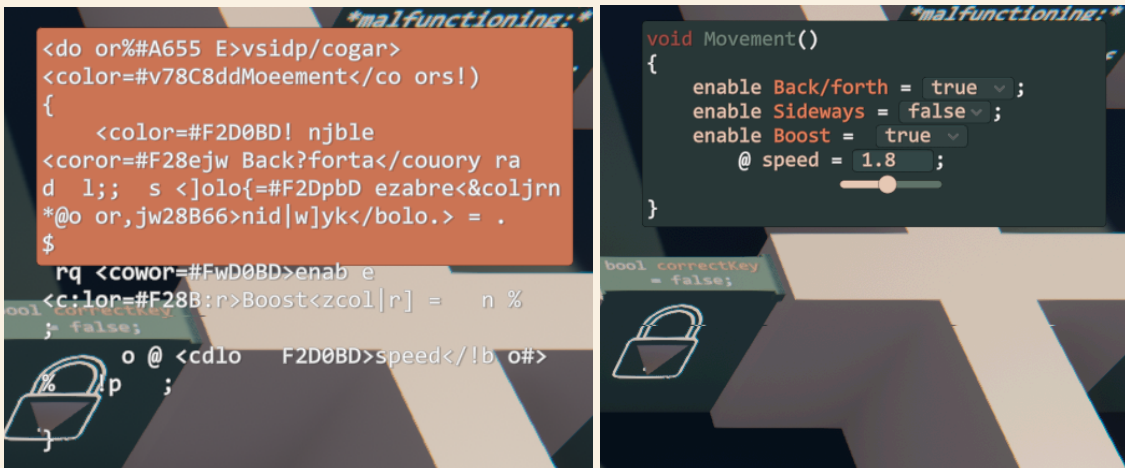 *malfunctioning:*
<do or%#A655 E>vsidp/cogar>
<color=#v78C8ddMoeement</co ors!)
{
<color=#F2D0BD! njble
<coror=#F28ejw Back?forta</couory ra
d l;; s <]olo{=#F2DpbD ezabre<&coljrn
*@o or,jw28B66>nid|w]yk</bolo.> = .
$
rq <cowor=#FwD0BD>enab e
<c:lor=#F28B:r>Boost<zcol|r] = n %
;
o @ <cdlo F2D0BD>speed</!b o#>
% !p ;
}
ool correctKey
= false;
*malfunctioning:*
void Movement()
{
enable Back/forth = true ;
enable Sideways = false ;
enable Boost = true
@ speed = 1.8 ;
}
bool correctKey
= false;